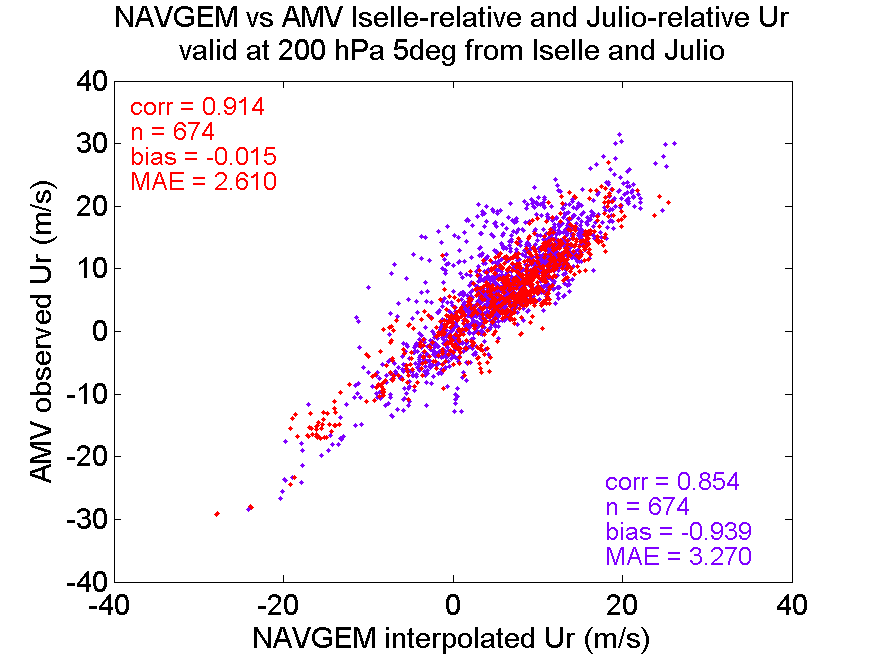 NAVGEM vs AMV Iselle-relative and Julio-relative Ur
valid at 200 hPa 5deg from Iselle and Julio
40
30
20
10
0
-10
-20
-30
-40
AMV observed Ur (m/s)
corr = 0.914
n = 674
bias = -0.015
MAE = 2.610
corr = 0.854
n = 674
bias = -0.939
MAE = 3.270
-40
-20
0
20
40
NAVGEM interpolated Ur (m/s)